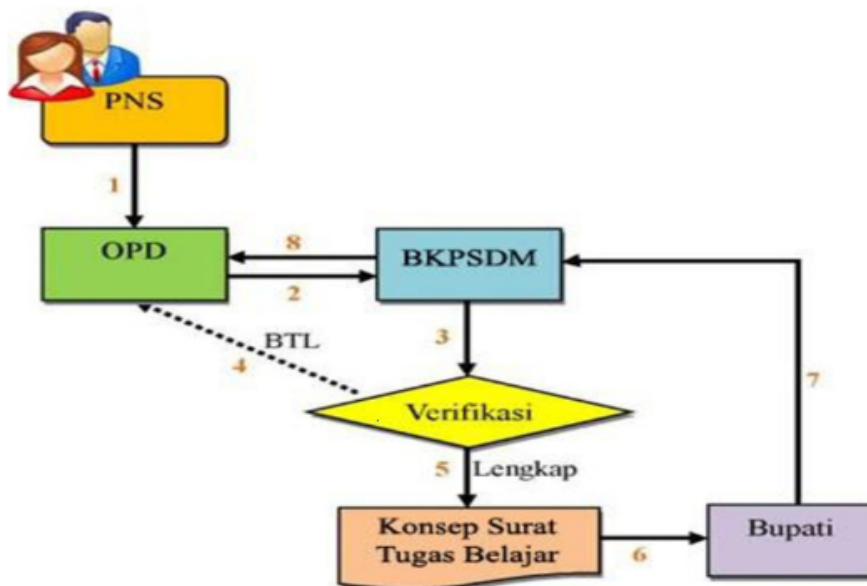 PNS
1
OPD
8
BKPSDM
2
3
BTL
4
7
Verifikasi
5
Lengkap
Konsep Surat
Tugas Belajar
6
Bupati